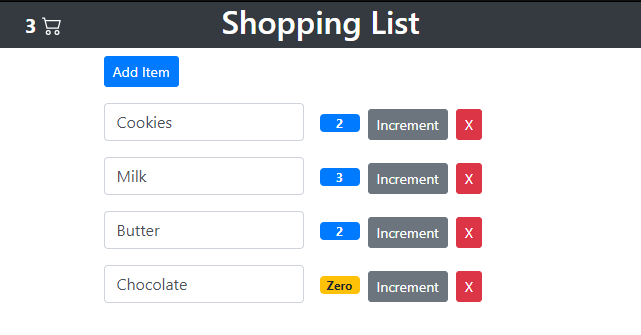 3 Shopping List
Add Item
Cookies 2 Increment X
Milk 3 Increment X
Butter 2 Increment X
Chocolate Zero Increment X